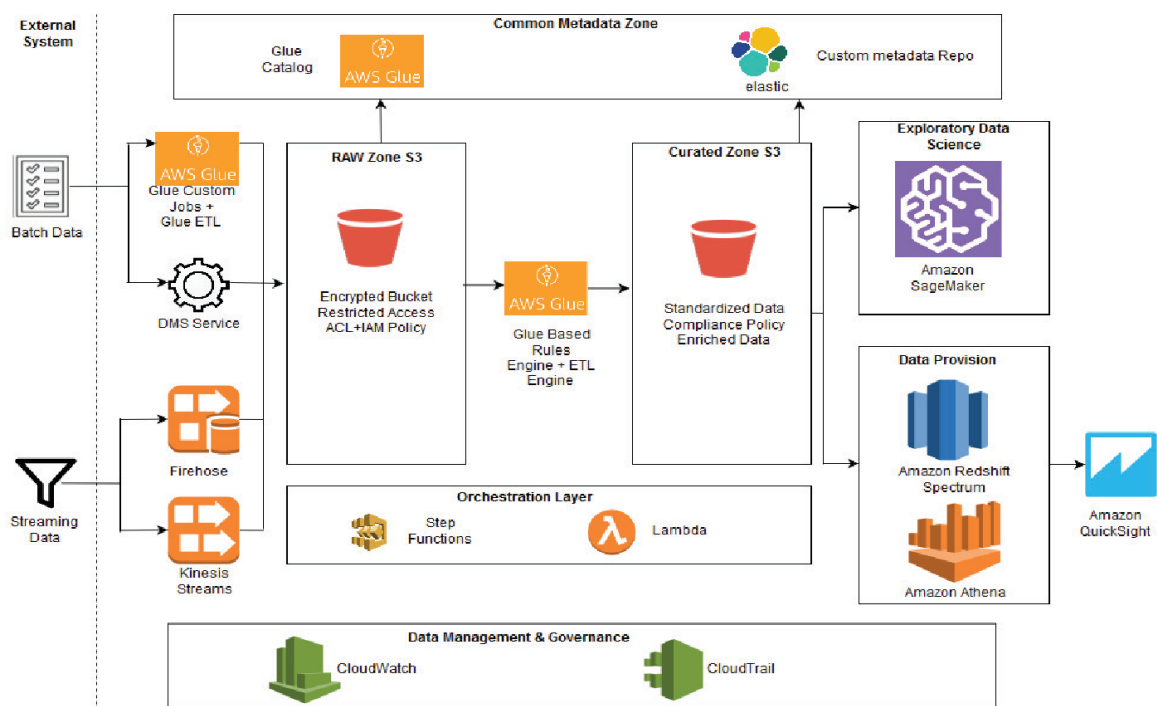 External
System
Common Metadata Zone
Glue
Catalog
AWS Glue
elastic
Custom metadata Repo
Batch Data
AWS Glue
Glue Custom
Jobs +
Glue ETL
DMS Service
RAW Zone S3
Encrypted Bucket
Restricted Access
ACL+IAM Policy
AWS Glue
Glue Based
Rules
Engine + ETL
Engine
Curated Zone S3
Standardized Data
Compliance Policy
Enriched Data
Exploratory Data
Science
Amazon
SageMaker
Data Provision
Amazon Redshift
Spectrum
Amazon Athena
Amazon
QuickSight
Streaming
Data
Firehose
Kinesis
Streams
Orchestration Layer
Step
Functions
Lambda
Data Management & Governance
CloudWatch
CloudTrail